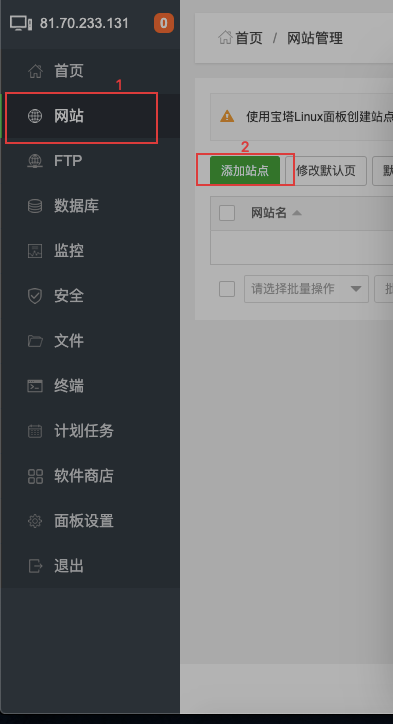 81.70.233.131 0
首页
1
网站
FTP
数据库
监控
安全
文件
终端
计划任务
软件商店
面板设置
退出
首页 / 网站管理
使用宝塔Linux面板创建站点
2
添加站点 修改默认页 默
网站名
请选择批量操作 批